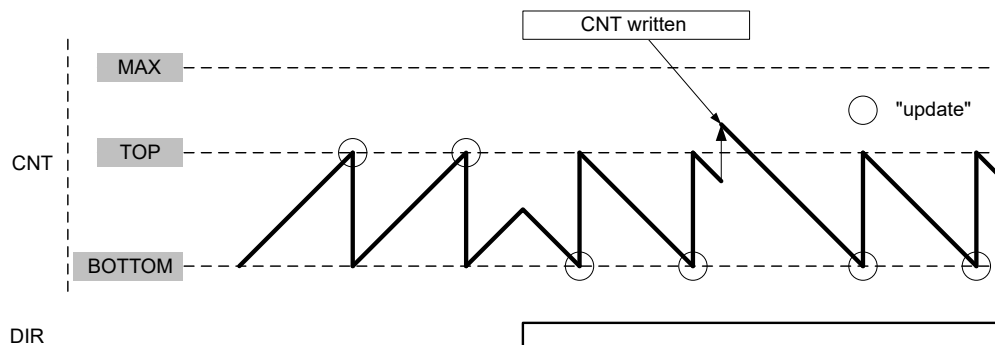 CNT written
MAX
"update"
TOP
CNT
BOTTOM
DIR